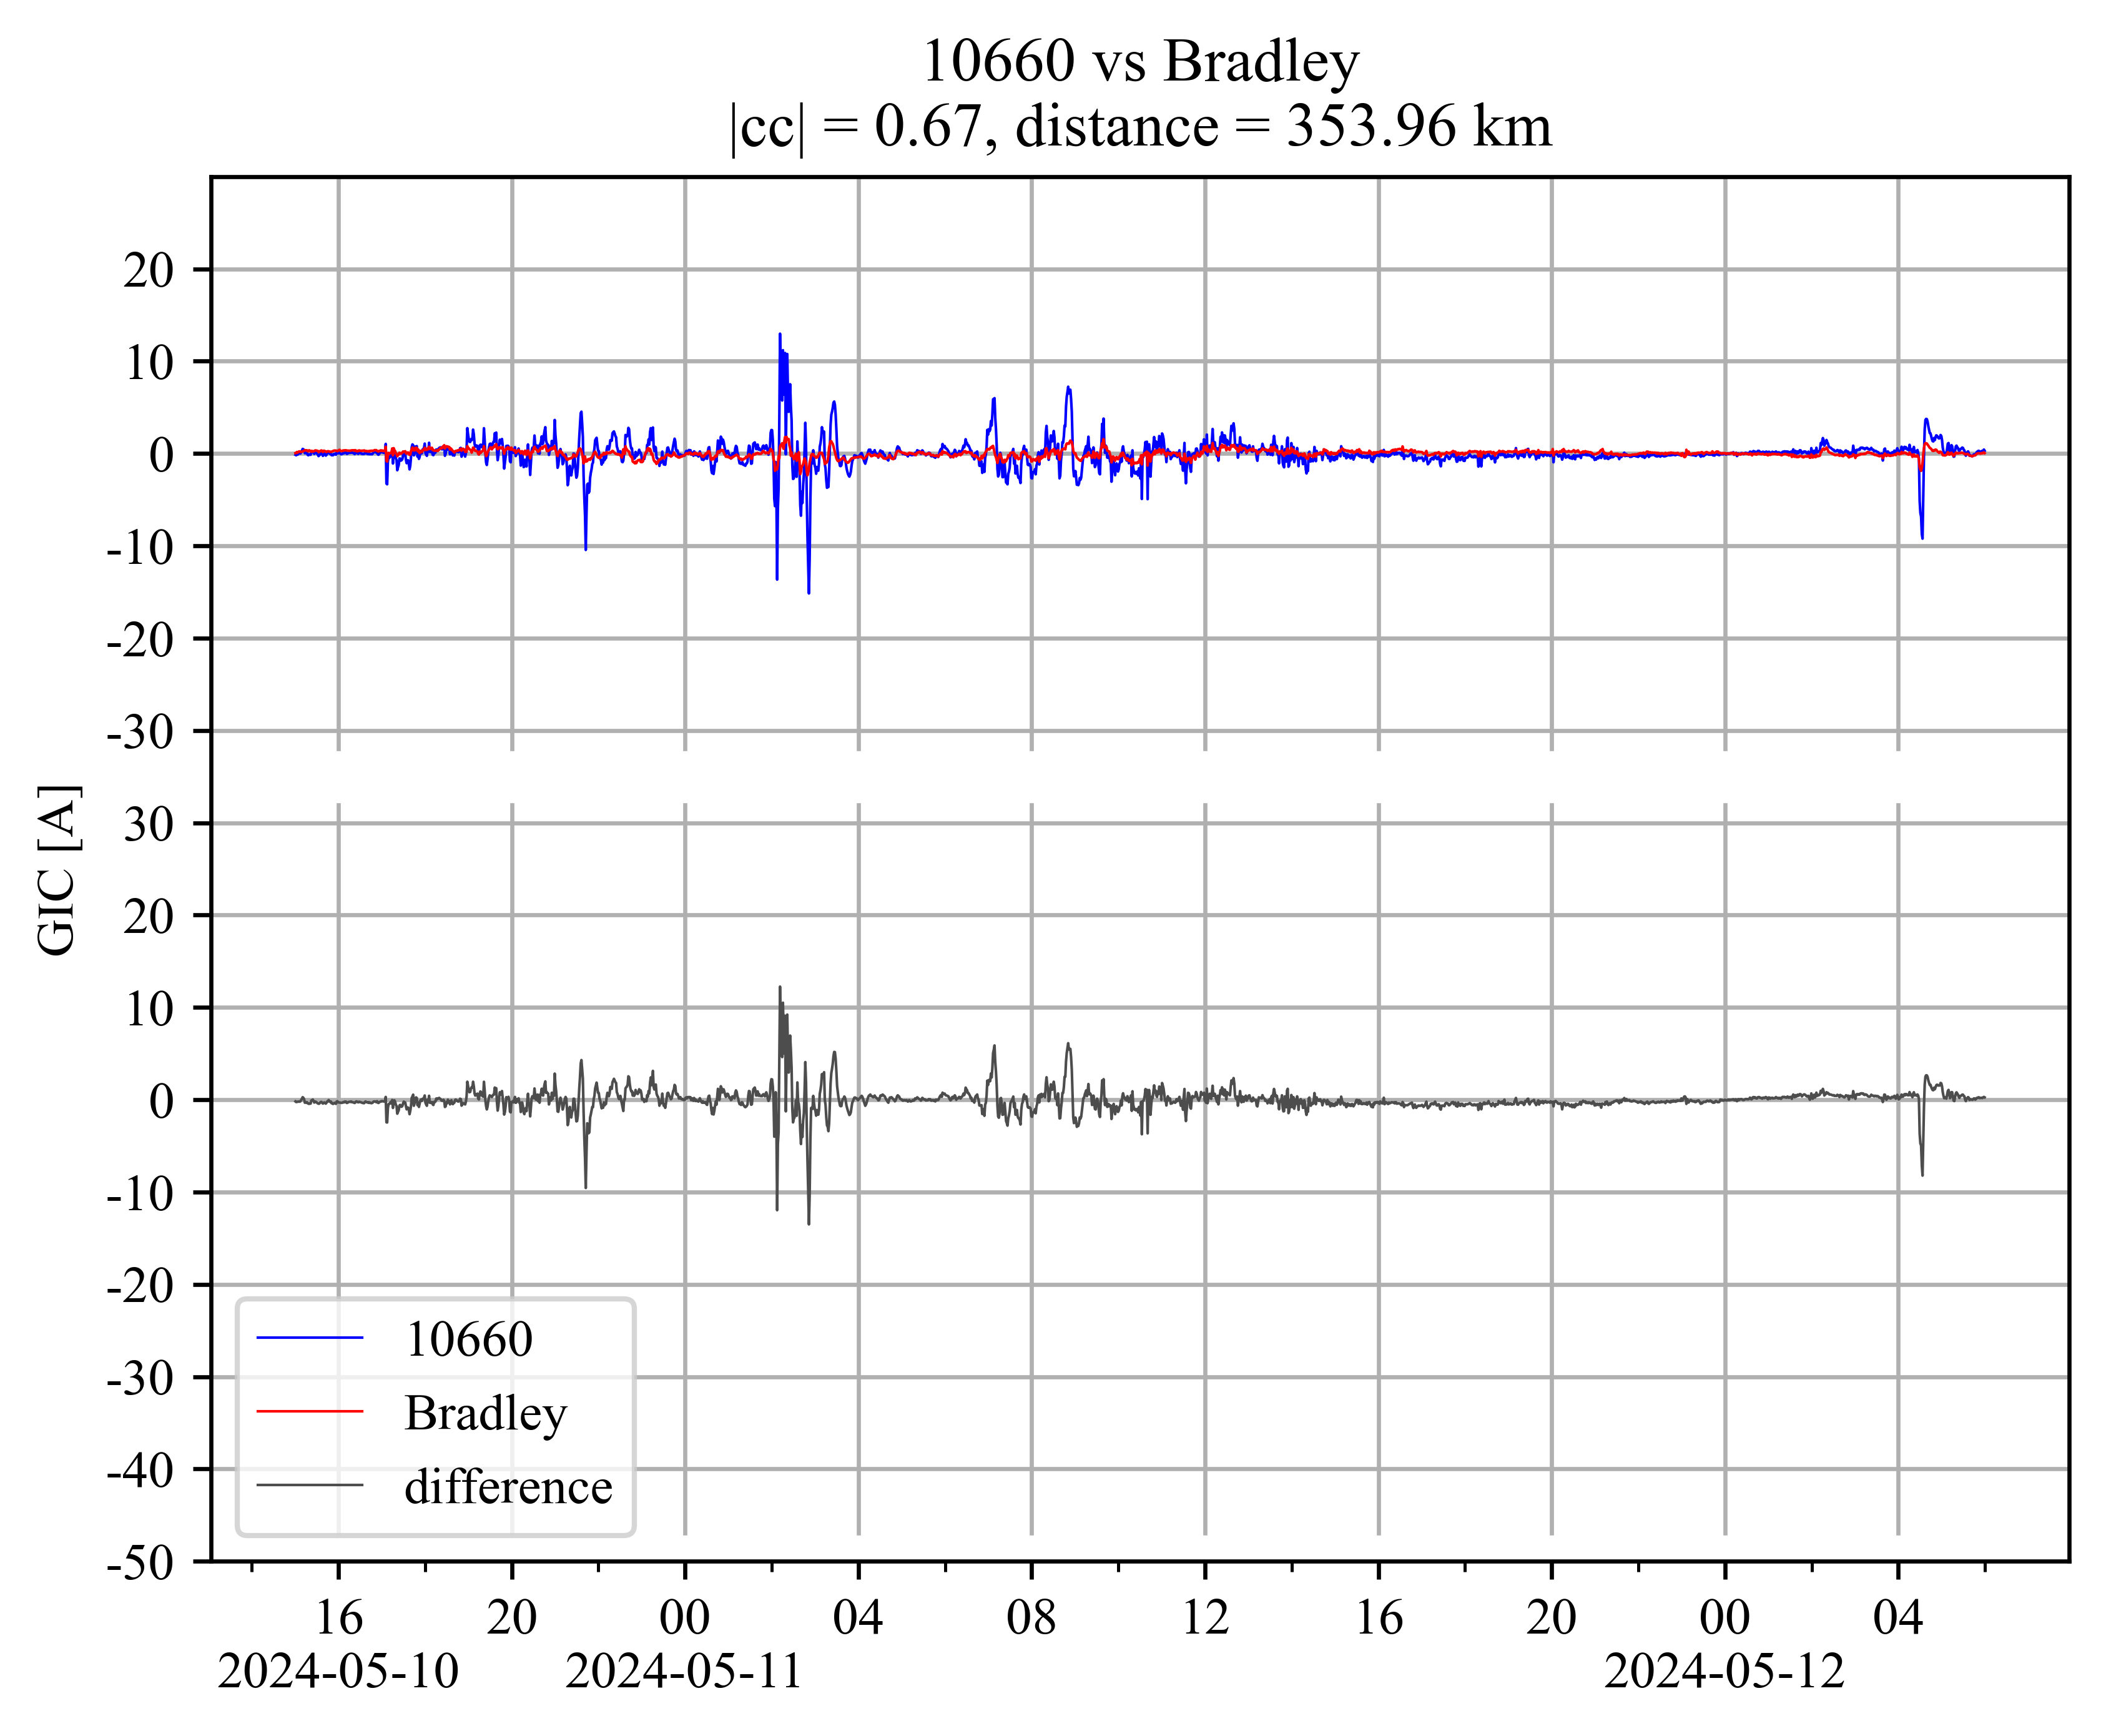 10660 vs Bradley
|cc| = 0.67, distance = 353.96 km
20
10
0
-10
-20
-30
30
20
10
0
-10
-20
-30
-40
-50
GIC [A]
10660
Bradley
difference
16 20 00 04 08 12 16 20 00 04
2024-05-10 2024-05-11 2024-05-12